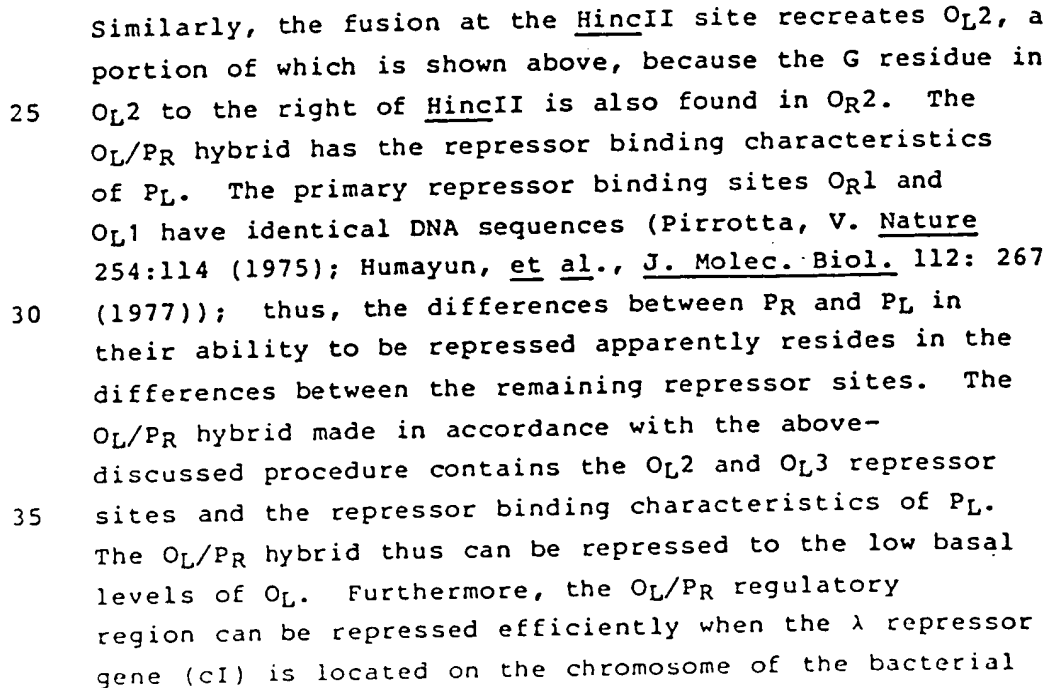 Similarly, the fusion at the HincII site recreates OL2, a
portion of which is shown above, because the G residue in
25 OL2 to the right of HincII is also found in OR2. The
OL/PR hybrid has the repressor binding characteristics
of PL. The primary repressor binding sites OR1 and
OL1 have identical DNA sequences (Pirrotta, V. Nature
254:114 (1975); Humayun, et al., J. Molec. Biol. 112: 267
30 (1977)); thus, the differences between PR and PL in
their ability to be repressed apparently resides in the
differences between the remaining repressor sites. The
OL/PR hybrid made in accordance with the above-
discussed procedure contains the OL2 and OL3 repressor
35 sites and the repressor binding characteristics of PL.
The OL/PR hybrid thus can be repressed to the low basal
levels of OL. Furthermore, the OL/PR regulatory
region can be repressed efficiently when the λ repressor
gene (cI) is located on the chromosome of the bacterial